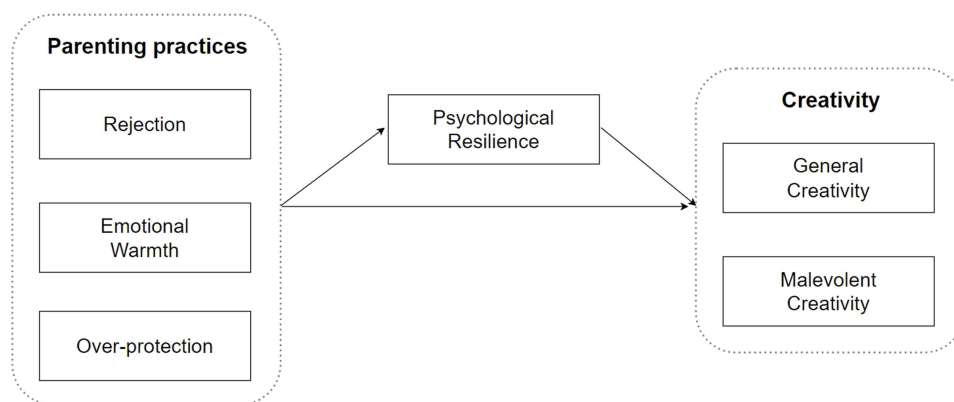 Parenting practices
Rejection
Emotional
Warmth
Over-protection
Psychological
Resilience
Creativity
General
Creativity
Malevolent
Creativity